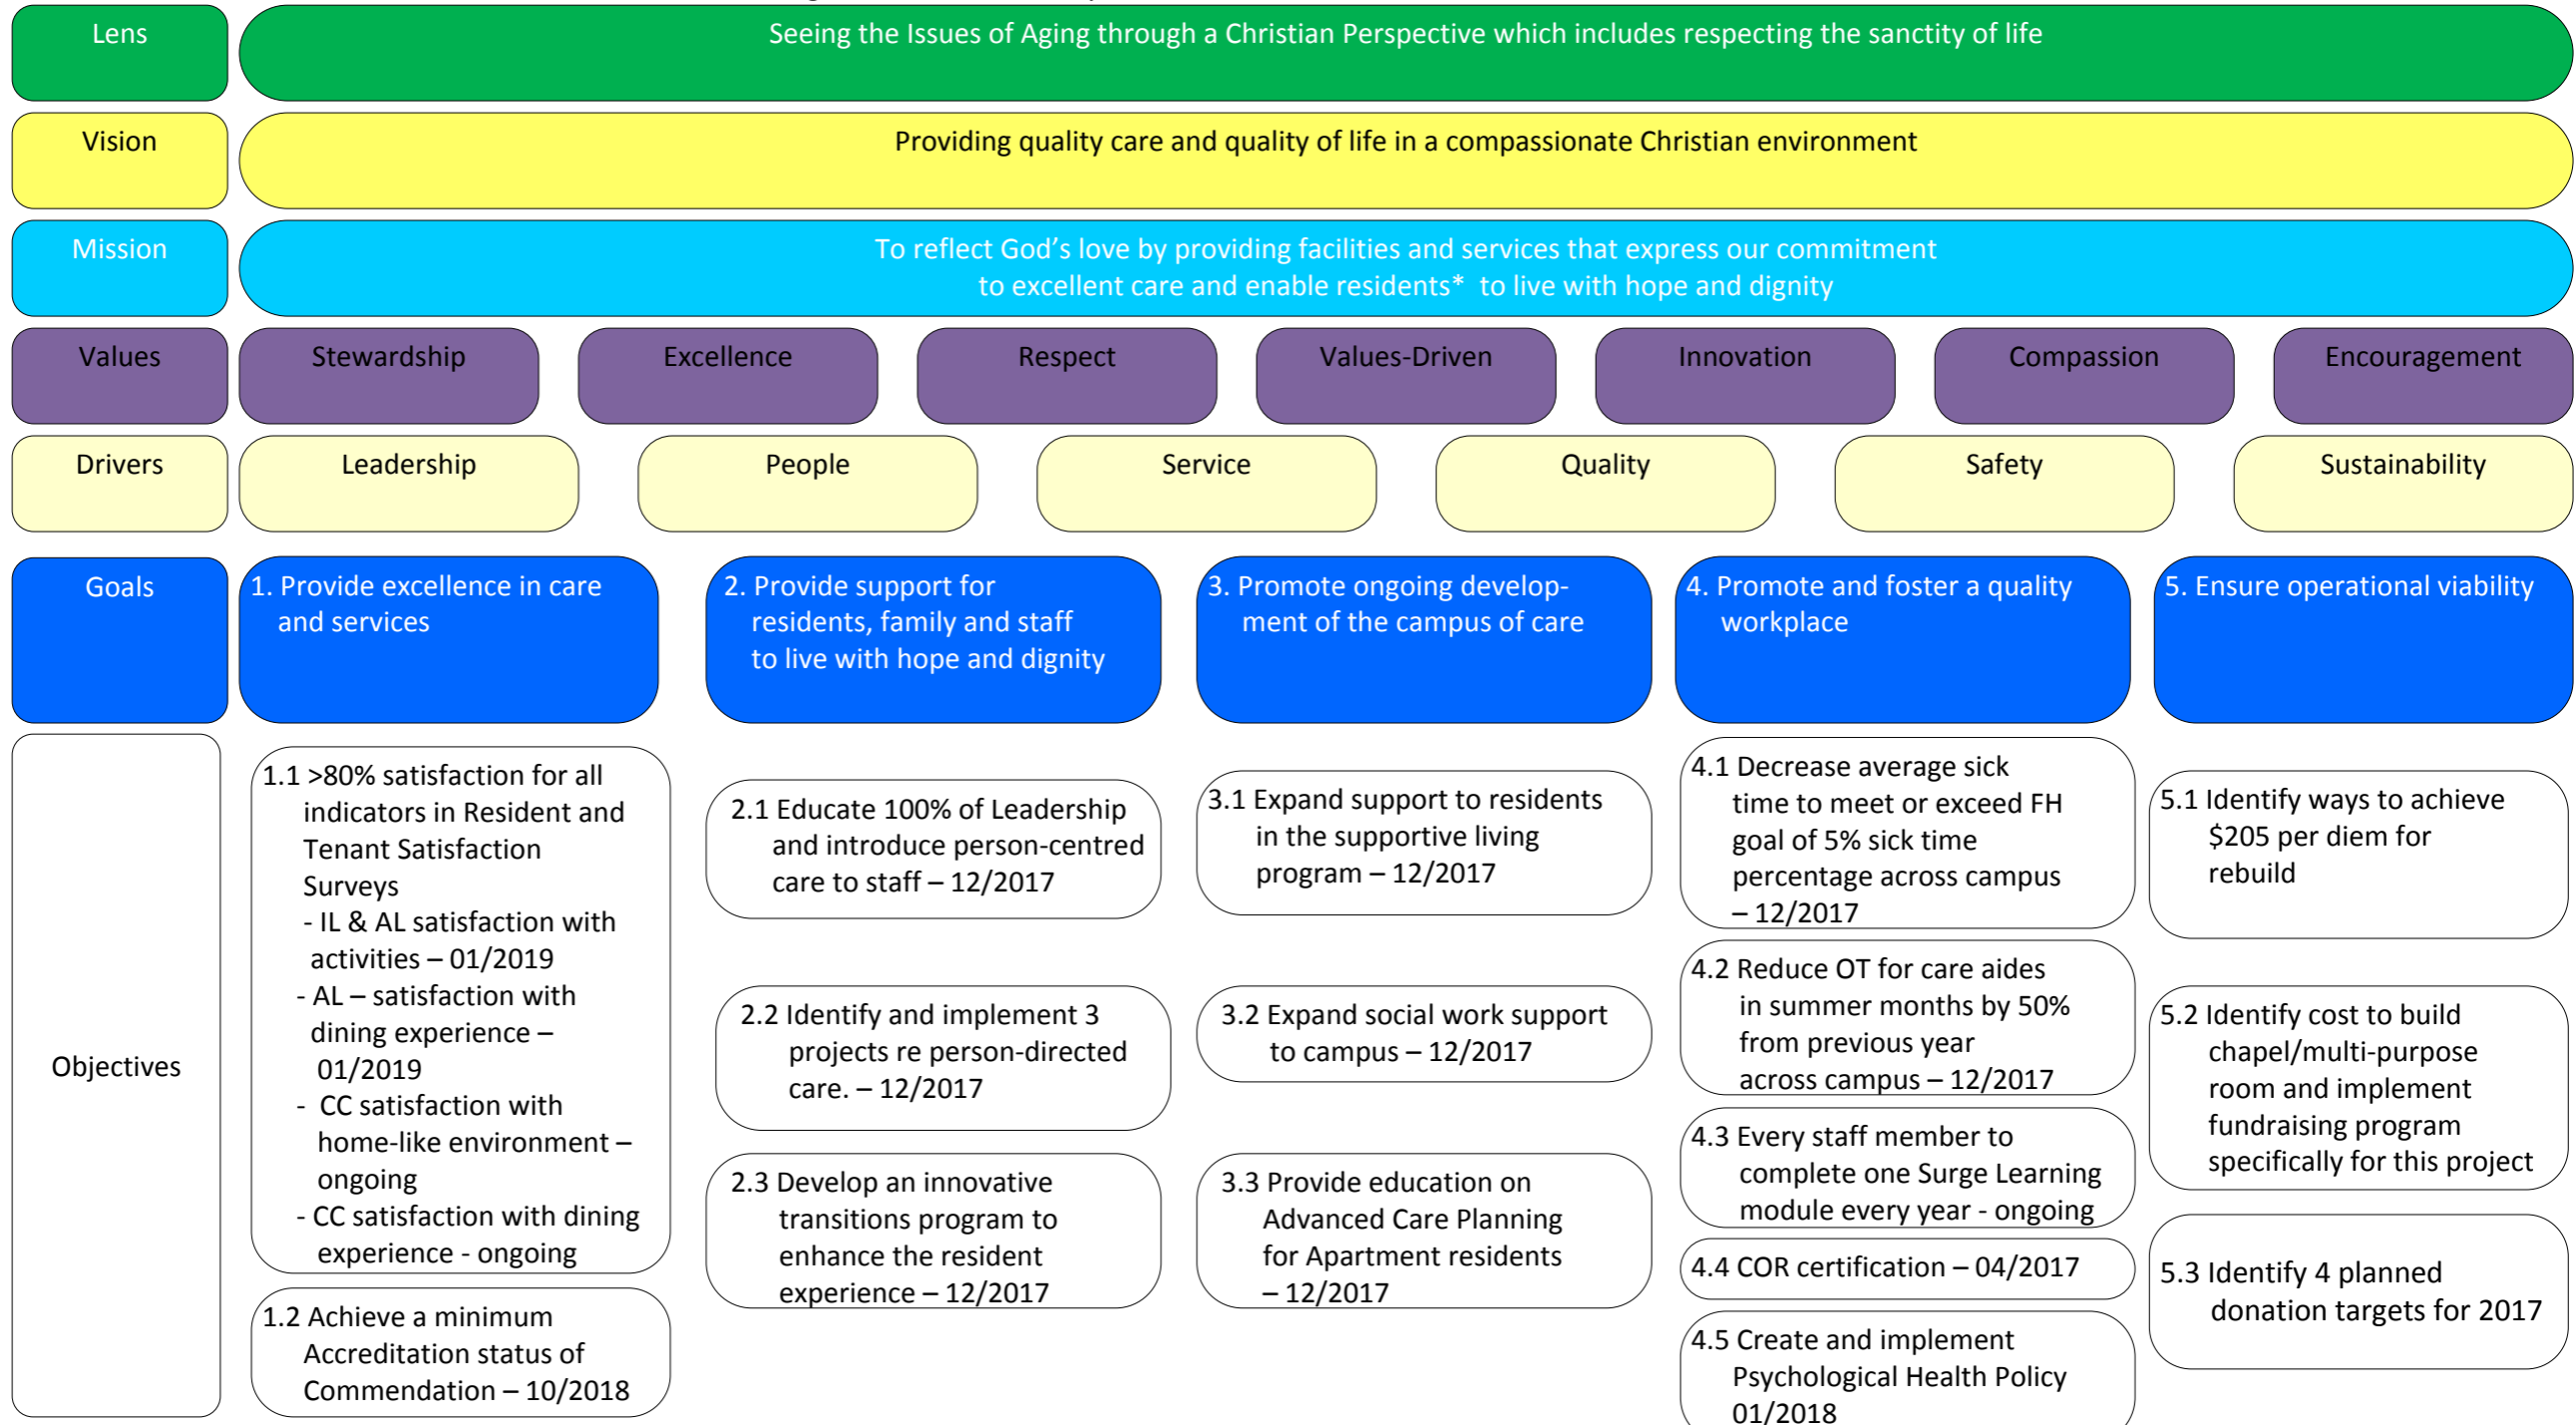 Lens
Seeing the Issues of Aging through a Christian Perspective which includes respecting the sanctity of life
Vision
Providing quality care and quality of life in a compassionate Christian environment
Mission
To reflect God’s love by providing facilities and services that express our commitment
to excellent care and enable residents* to live with hope and dignity
Values
Stewardship
Excellence
Respect
Values-Driven
Innovation
Compassion
Encouragement
Drivers
Leadership
People
Service
Quality
Safety
Sustainability
Goals
1. Provide excellence in care
and services
2. Provide support for
residents, family and staff
to live with hope and dignity
3. Promote ongoing develop-
ment of the campus of care
4. Promote and foster a quality
workplace
5. Ensure operational viability
Objectives
1.1 >80% satisfaction for all
indicators in Resident and
Tenant Satisfaction
Surveys
- IL & AL satisfaction with
activities – 01/2019
- AL – satisfaction with
dining experience –
01/2019
- CC satisfaction with
home-like environment –
ongoing
- CC satisfaction with dining
experience - ongoing
1.2 Achieve a minimum
Accreditation status of
Commendation – 10/2018
2.1 Educate 100% of Leadership
and introduce person-centred
care to staff – 12/2017
2.2 Identify and implement 3
projects re person-directed
care. – 12/2017
2.3 Develop an innovative
transitions program to
enhance the resident
experience – 12/2017
3.1 Expand support to residents
in the supportive living
program – 12/2017
3.2 Expand social work support
to campus – 12/2017
3.3 Provide education on
Advanced Care Planning
for Apartment residents
– 12/2017
4.1 Decrease average sick
time to meet or exceed FH
goal of 5% sick time
percentage across campus
– 12/2017
4.2 Reduce OT for care aides
in summer months by 50%
from previous year
across campus – 12/2017
4.3 Every staff member to
complete one Surge Learning
module every year - ongoing
4.4 COR certification – 04/2017
4.5 Create and implement
Psychological Health Policy
01/2018
5.1 Identify ways to achieve
$205 per diem for
rebuild
5.2 Identify cost to build
chapel/multi-purpose
room and implement
fundraising program
specifically for this project
5.3 Identify 4 planned
donation targets for 2017